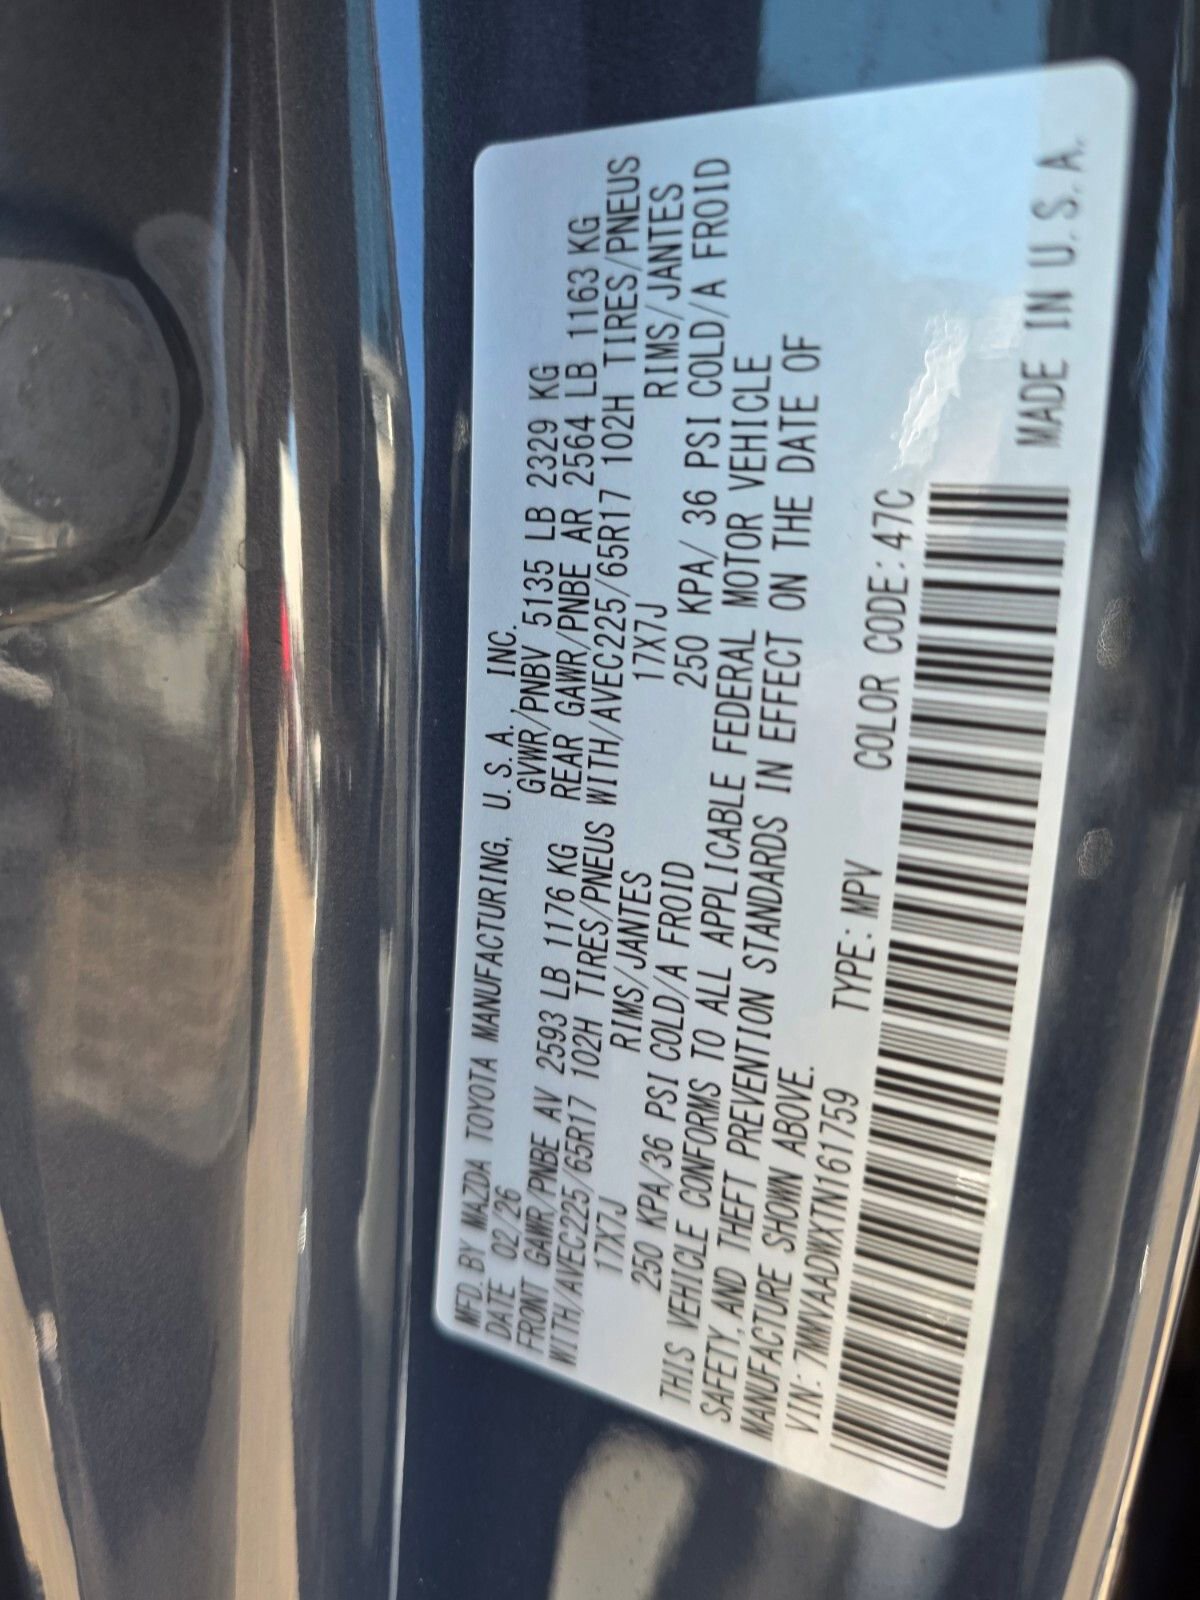 MFD. BY MAZDA TOYOTA MANUFACTURING, U.S.A., INC.
DATE 02/26 GVWR/PNBV 5135 LB 2329 KG
FRONT GAWR/PNBE AV 2593 LB 1176 KG REAR GAWR/PNBE AR 2564 LB 1163 KG
WITH/AVEC225/65R17 102H TIRES/PNEUS WITH/AVEC225/65R17 102H TIRES/PNEUS
17X7J RIMS/JANTES 17X7J RIMS/JANTES
250 KPA/36 PSI COLD/A FROID 250 KPA/ 36 PSI COLD/A FROID
THIS VEHICLE CONFORMS TO ALL APPLICABLE FEDERAL MOTOR VEHICLE
SAFETY, AND THEFT PREVENTION STANDARDS IN EFFECT ON THE DATE OF
MANUFACTURE SHOWN ABOVE.
VIN: 7MMVAADWXTN161759 TYPE: MPV COLOR CODE: 47C
MADE IN U.S.A.